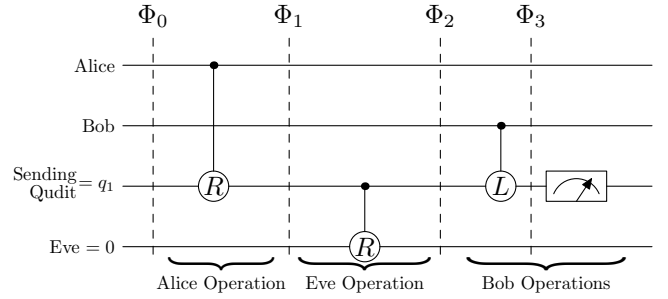 Φ₀ Φ₁ Φ₂ Φ₃
Alice
Bob
Sending
Qudit = q₁
R
L
R
Eve = 0
Alice Operation Eve Operation Bob Operations